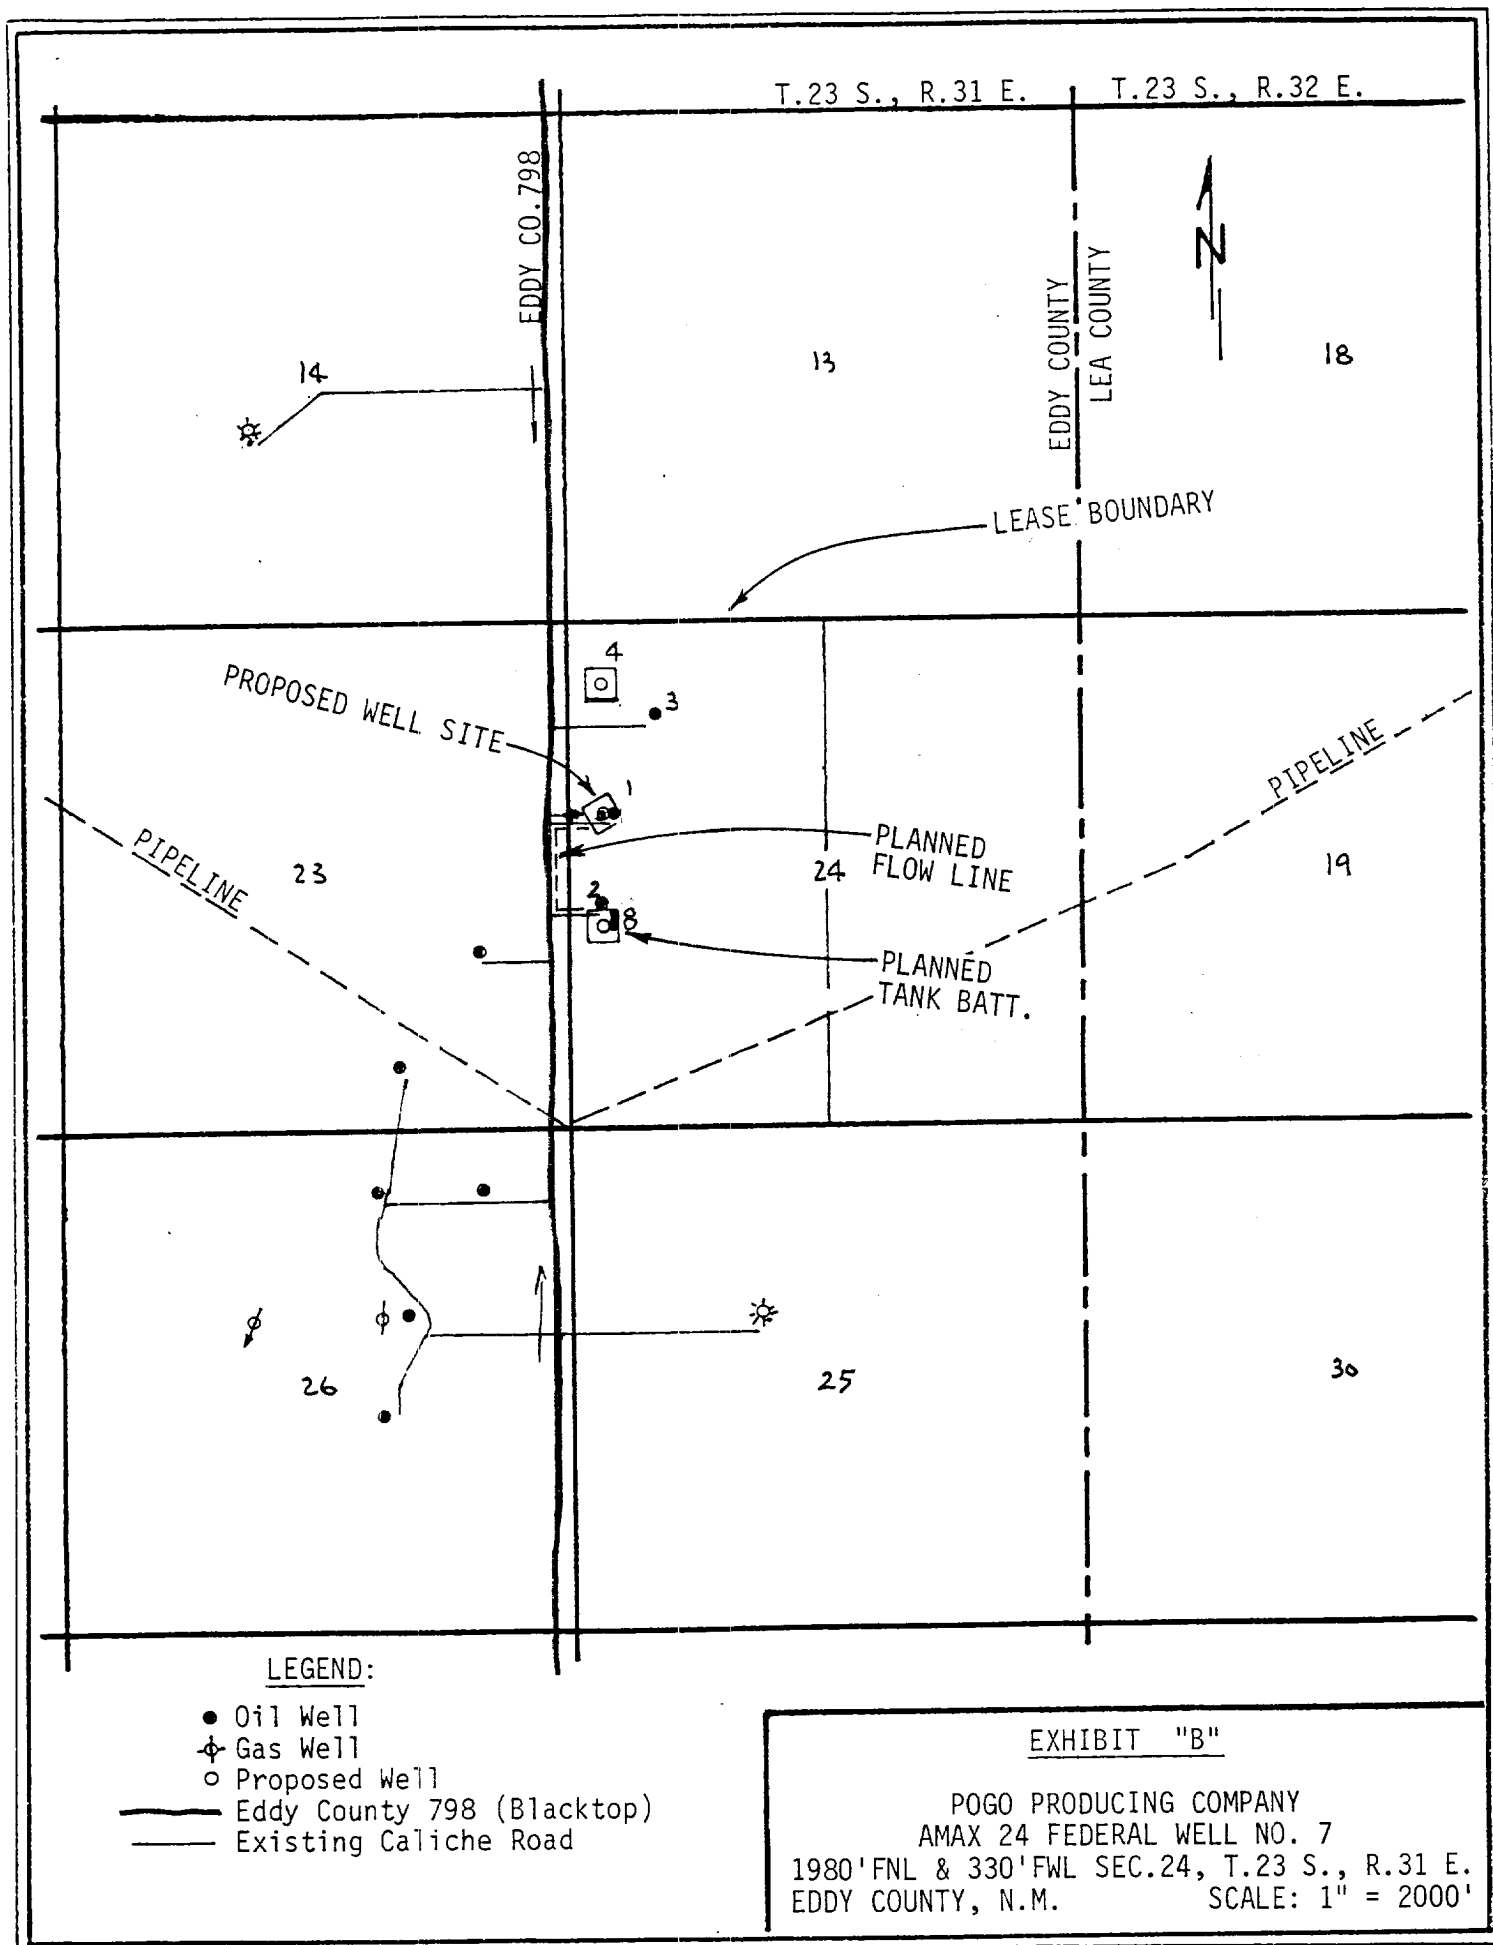 T.23 S., R.31 E.
T.23 S., R.32 E.
EDDY CO.798
N
EDDY COUNTY
LEA COUNTY
14
13
18
LEASE BOUNDARY
4
3
PROPOSED WELL SITE
1
PIPELINE
PIPELINE
PLANNED
FLOW LINE
23
24
19
2
8
PLANNED
TANK BATT.
26
25
30
LEGEND:
Oil Well
Gas Well
Proposed Well
Eddy County 798 (Blacktop)
Existing Caliche Road
EXHIBIT "B"
POGO PRODUCING COMPANY
AMAX 24 FEDERAL WELL NO. 7
1980'FNL & 330'FWL SEC.24, T.23 S., R.31 E.
EDDY COUNTY, N.M. SCALE: 1" = 2000'